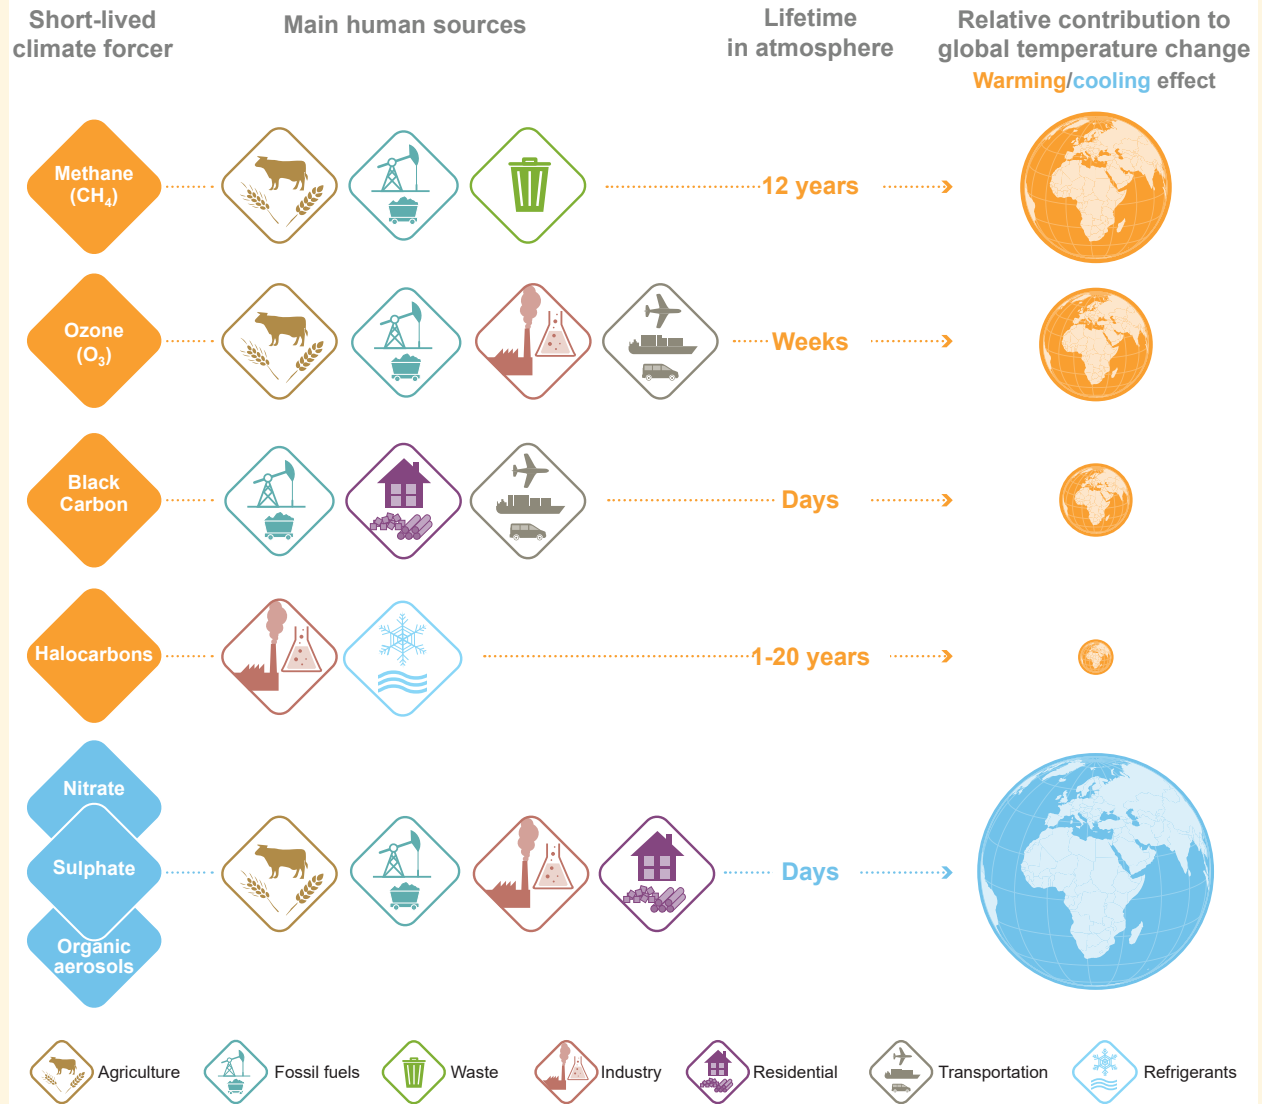 Short-lived
climate forcer
Main human sources
Lifetime
in atmosphere
Relative contribution to
global temperature change
Warming/cooling effect
Methane
(CH₄)
12 years
Ozone
(O₃)
Weeks
Black
Carbon
Days
Halocarbons
1-20 years
Nitrate
Sulphate
Organic
aerosols
Days
Agriculture
Fossil fuels
Waste
Industry
Residential
Transportation
Refrigerants